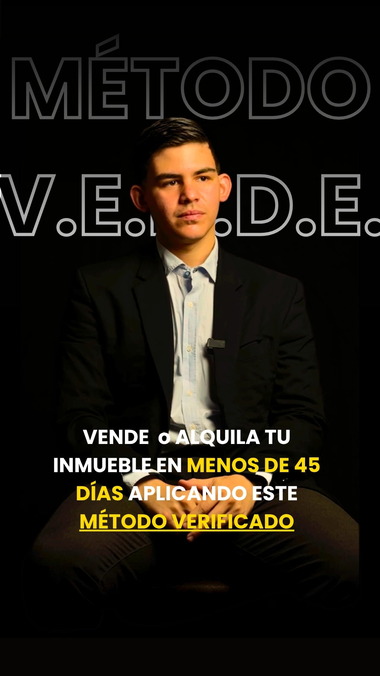 MÉTODO
V.E. .D.E.
VENDE o ALQUILA TU
INMUEBLE EN MENOS DE 45
DÍAS APLICANDO ESTE
MÉTODO VERIFICADO